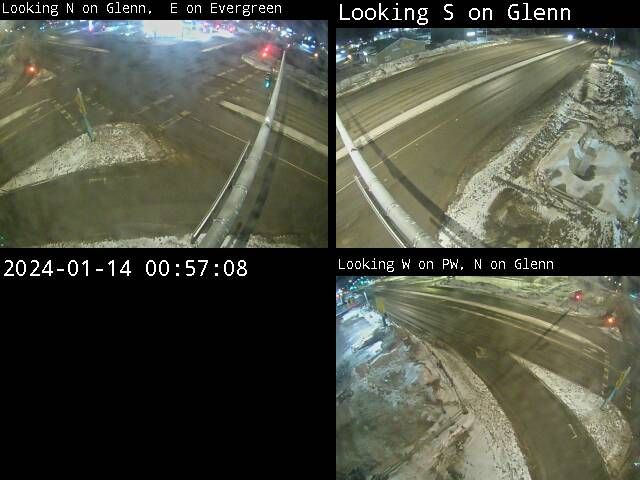 Looking N on Glenn,  E on Evergreen
Looking S on Glenn
2024-01-14 00:57:08
Looking W on PW, N on Glenn